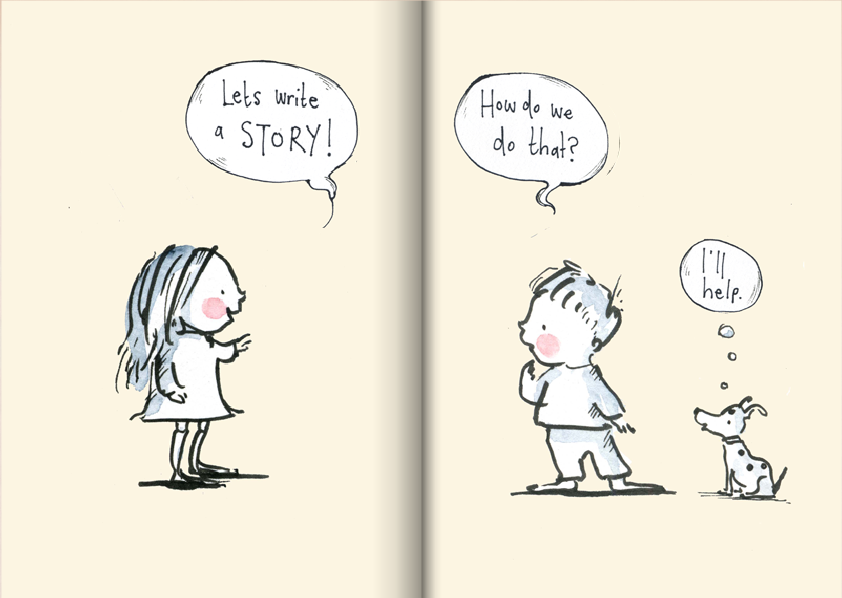 Lets write
a STORY!
How do we
do that?
I'll
help.